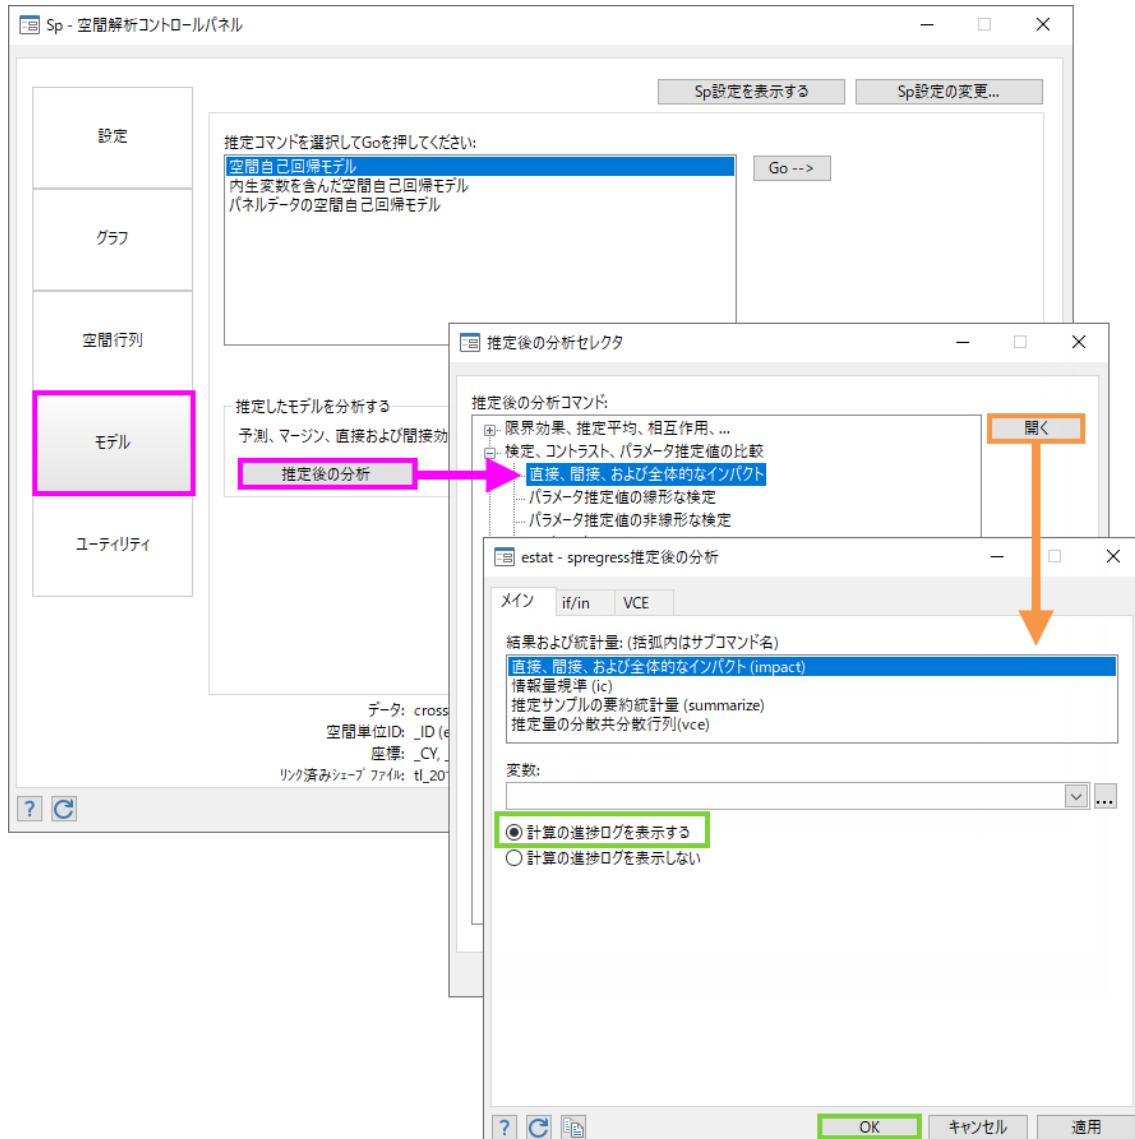 Sp - 空間解析コントロールパネル
Sp設定を表示する
Sp設定の変更...
設定
グラフ
空間行列
モデル
ユーティリティ
推定コマンドを選択してGoを押してください:
空間自己回帰モデル
内生変数を含んだ空間自己回帰モデル
パネルデータの空間自己回帰モデル
Go -->
推定したモデルを分析する
予測、マージン、直接および間接効
推定後の分析
データ: cross
空間単位ID: _ID (e
座標: _CY, _
リンク済みシェープファイル: tl_20
?
推定後の分析セレクタ
推定後の分析コマンド:
限界効果、推定平均、相互作用、...
検定、コントラスト、パラメータ推定値の比較
直接、間接、および全体的なインパクト
パラメータ推定値の線形な検定
パラメータ推定値の非線形な検定
開く
estat - spregress推定後の分析
メイン
if/in
VCE
結果および統計量: (括弧内はサブコマンド名)
直接、間接、および全体的なインパクト (impact)
情報量規準 (ic)
推定サンプルの要約統計量 (summarize)
推定量の分散共分散行列(vce)
変数:
...
計算の進捗ログを表示する
計算の進捗ログを表示しない
?
OK
キャンセル
適用